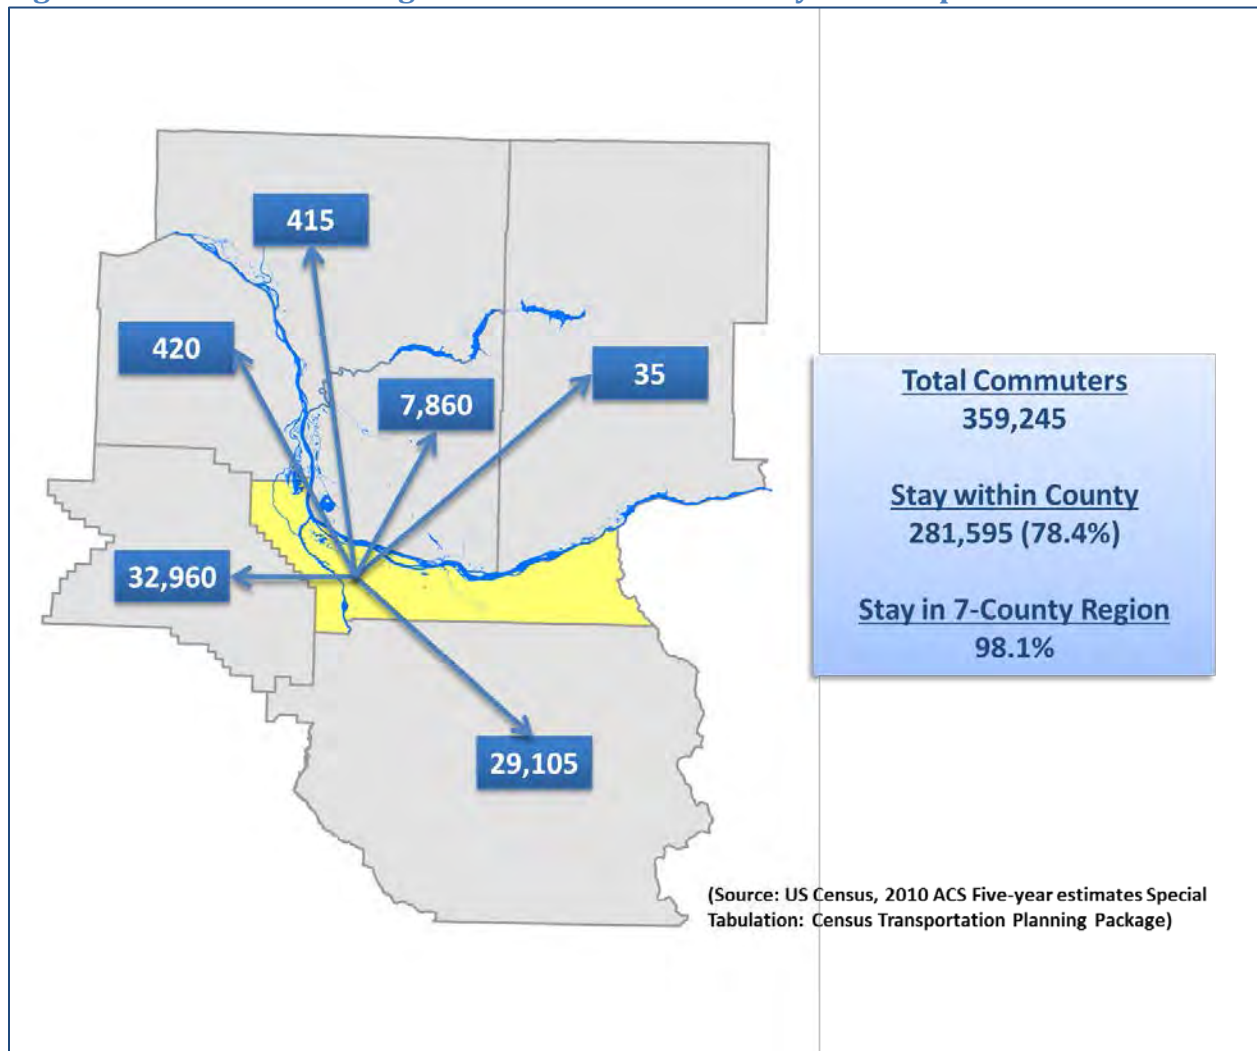 415
420
35
7,860
32,960
29,105
Total Commuters
359,245
Stay within County
281,595 (78.4%)
Stay in 7-County Region
98.1%
(Source: US Census, 2010 ACS Five-year estimates Special
Tabulation: Census Transportation Planning Package)